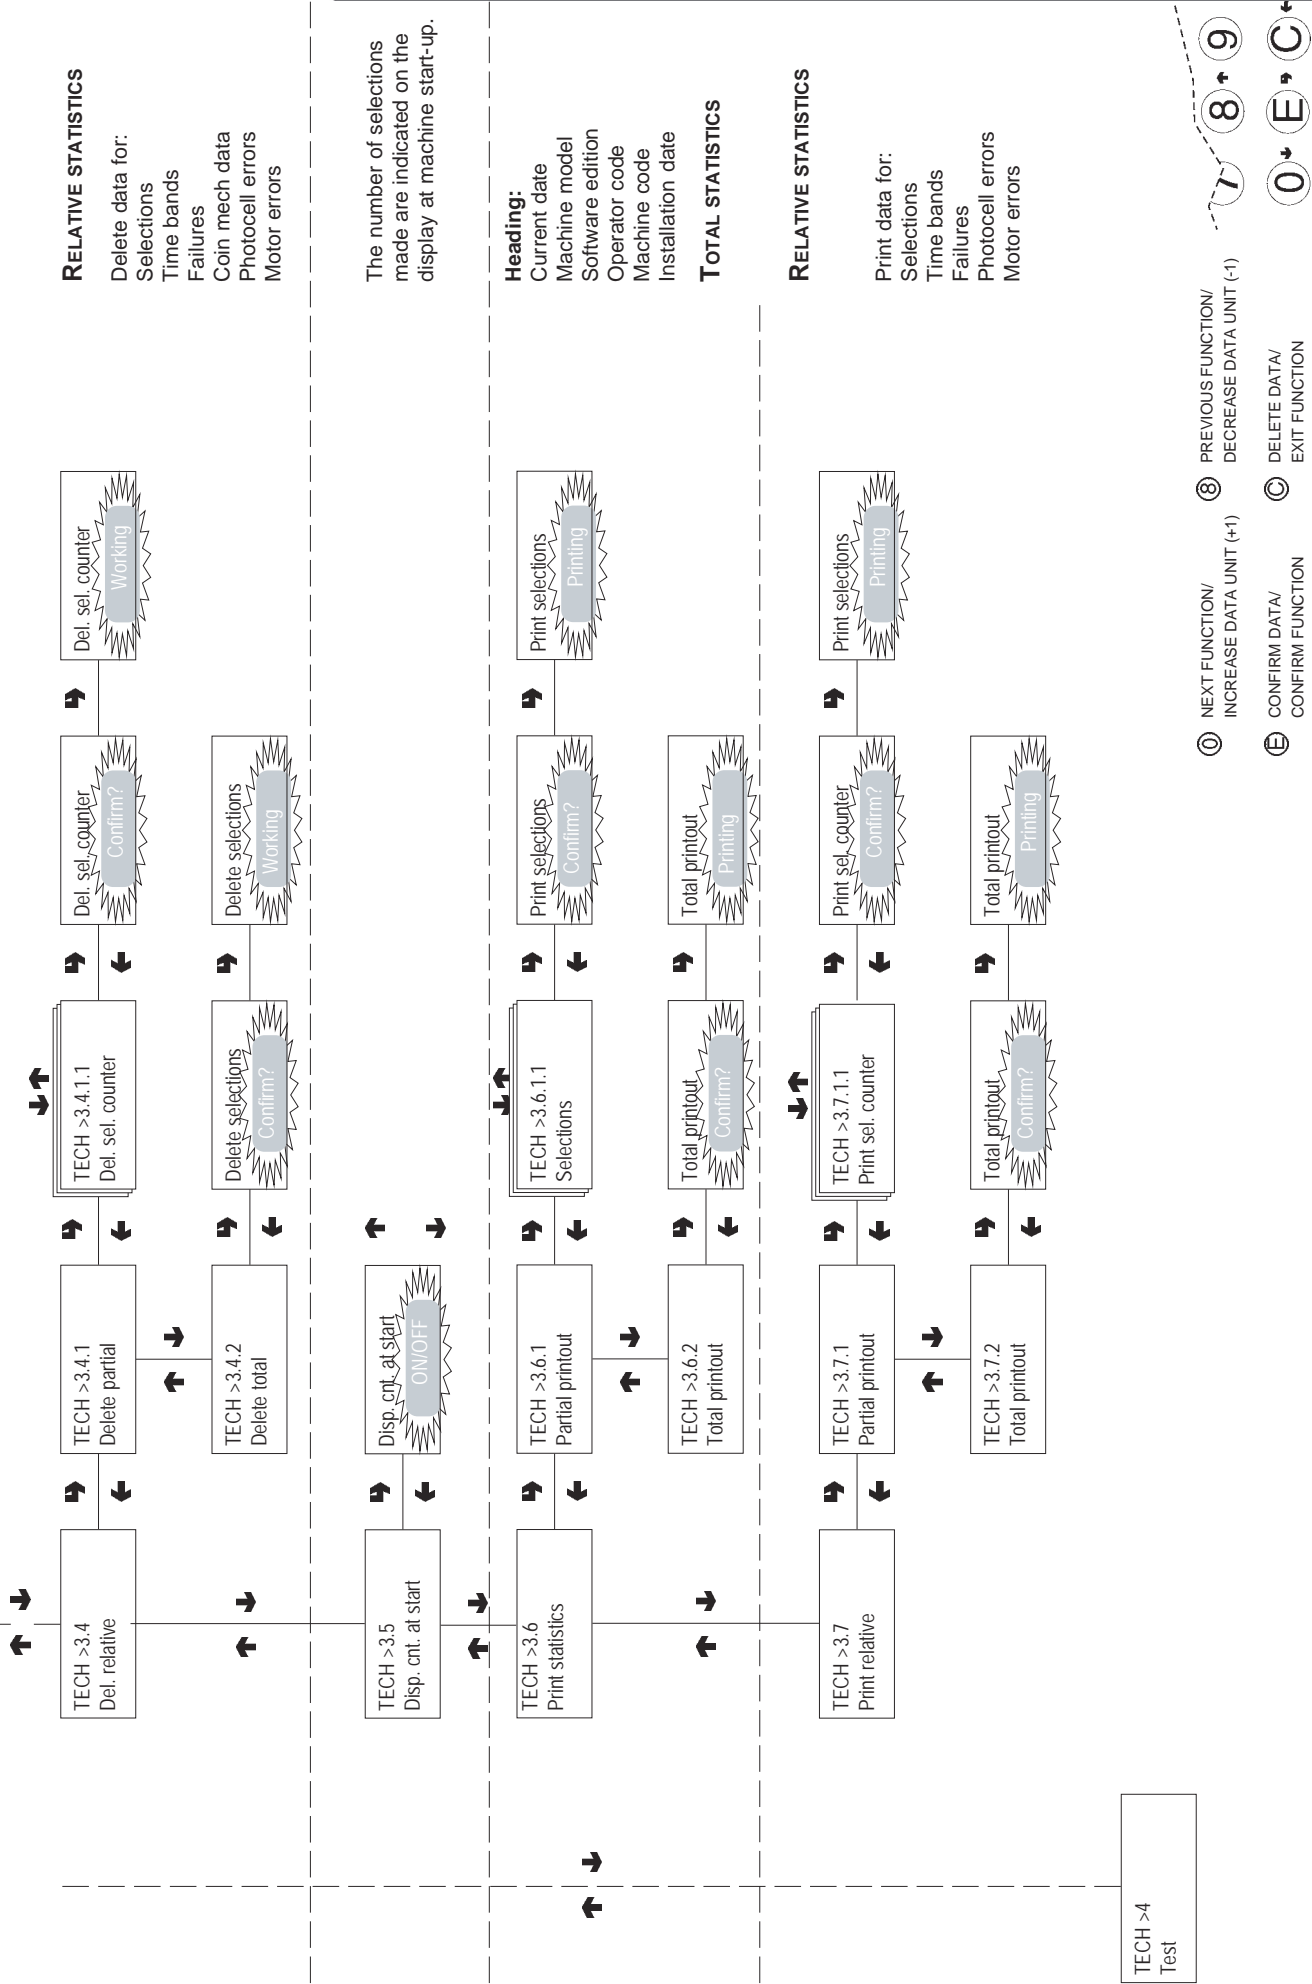 TECH >3.4
Del. relative
TECH >3.4.1
Delete partial
TECH >3.4.1.1
Del. sel. counter
Del. sel. counter
Confirm?
Del. sel. counter
Working
RELATIVE STATISTICS
Delete data for:
Selections
Time bands
Failures
Coin mech data
Photocell errors
Motor errors
TECH >3.4.2
Delete total
Delete selections
Confirm?
Delete selections
Working
TECH >3.5
Disp. cnt. at start
Disp. cnt. at start
ON/OFF
The number of selections
made are indicated on the
display at machine start-up.
TECH >3.6
Print statistics
TECH >3.6.1
Partial printout
TECH >3.6.1.1
Selections
Print selections
Confirm?
Print selections
Printing
Heading:
Current date
Machine model
Software edition
Operator code
Machine code
Installation date
TECH >3.6.2
Total printout
Total printout
Confirm?
Total printout
Printing
TOTAL STATISTICS
TECH >3.7
Print relative
TECH >3.7.1
Partial printout
TECH >3.7.1.1
Print sel. counter
Print sel. counter
Confirm?
Print selections
Printing
RELATIVE STATISTICS
Print data for:
Selections
Time bands
Failures
Photocell errors
Motor errors
TECH >3.7.2
Total printout
Total printout
Confirm?
Total printout
Printing
TECH >4
Test
0 NEXT FUNCTION/
INCREASE DATA UNIT (+1)
8 PREVIOUS FUNCTION/
DECREASE DATA UNIT (-1)
E CONFIRM DATA/
CONFIRM FUNCTION
C DELETE DATA/
EXIT FUNCTION
7 8 9
0 E C